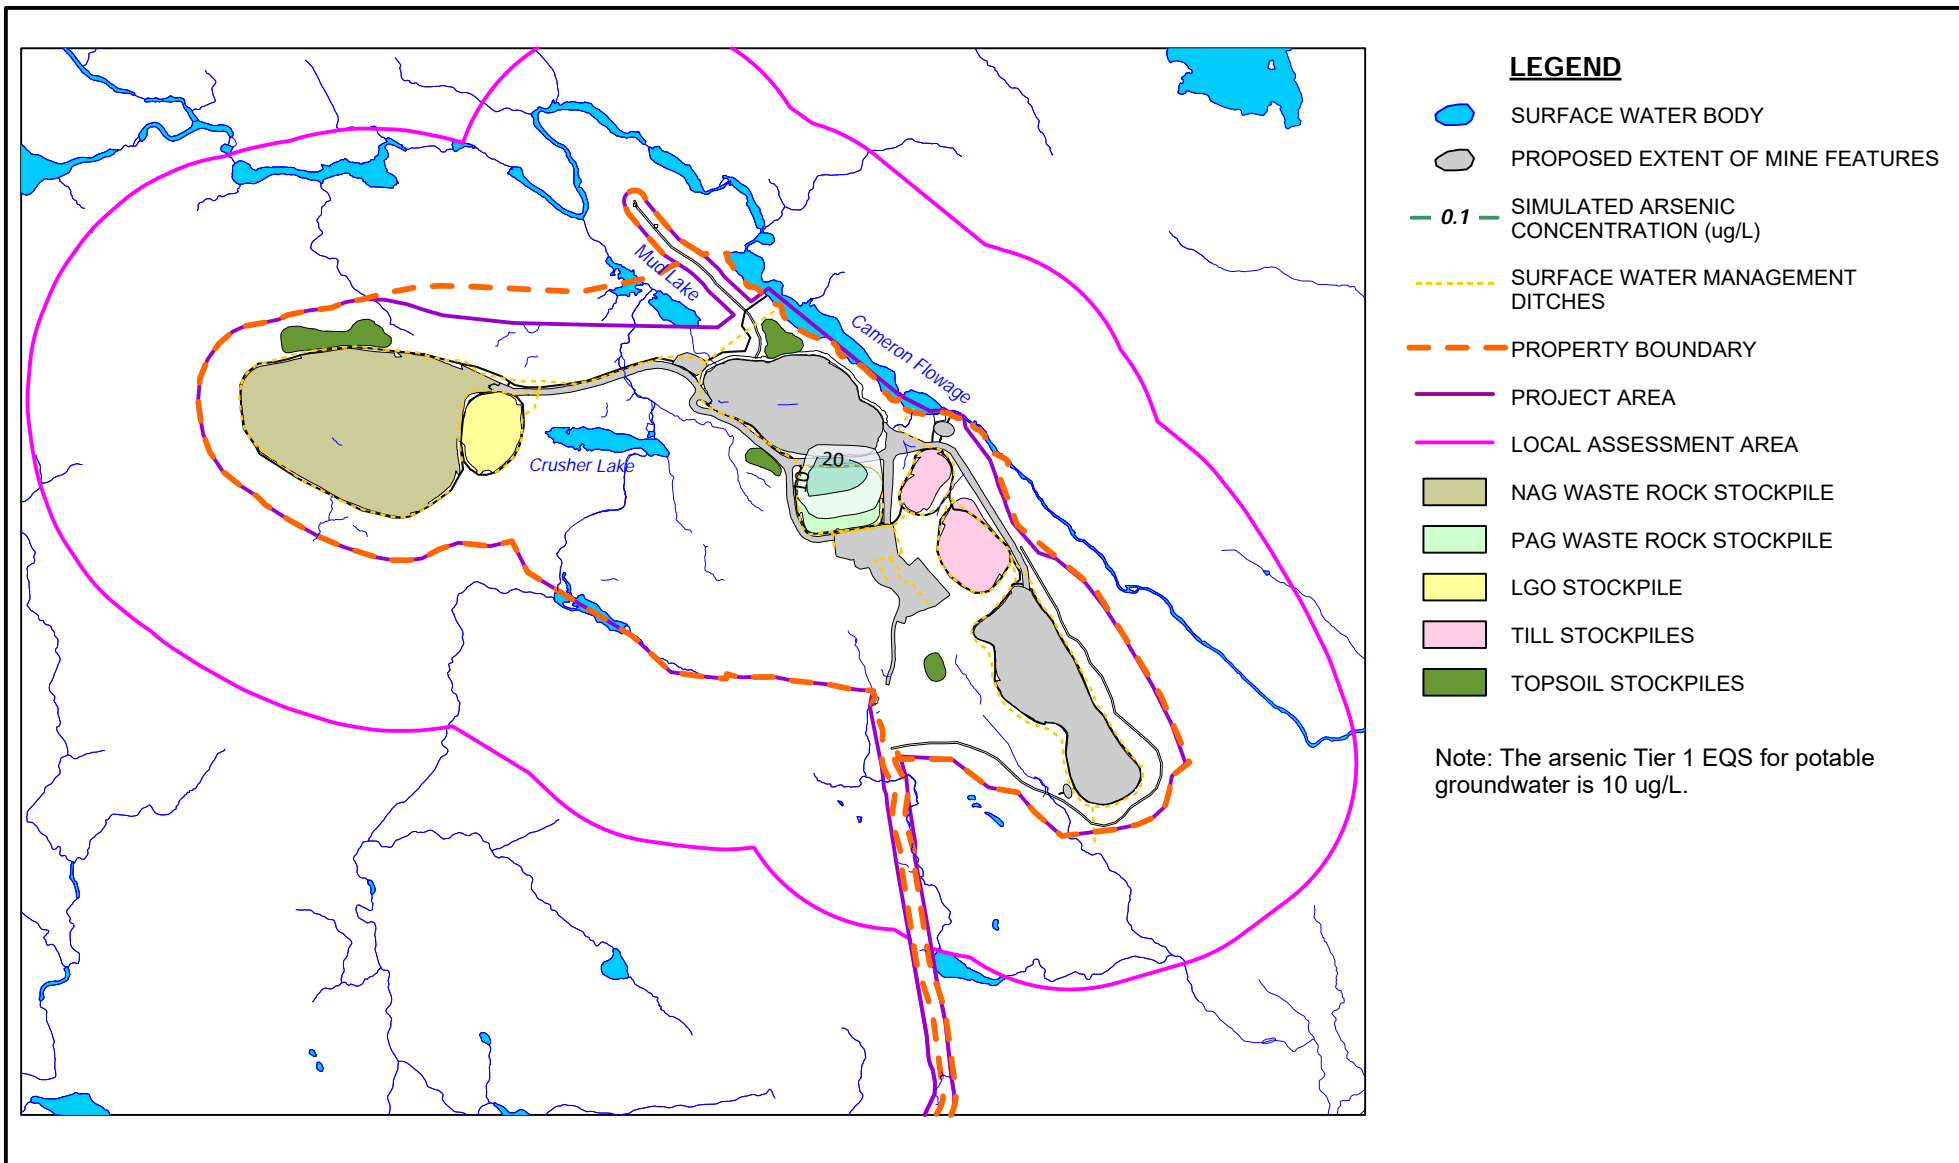 LEGEND
SURFACE WATER BODY
PROPOSED EXTENT OF MINE FEATURES
0.1
SIMULATED ARSENIC
CONCENTRATION (ug/L)
SURFACE WATER MANAGEMENT
DITCHES
PROPERTY BOUNDARY
PROJECT AREA
LOCAL ASSESSMENT AREA
NAG WASTE ROCK STOCKPILE
PAG WASTE ROCK STOCKPILE
LGO STOCKPILE
TILL STOCKPILES
TOPSOIL STOCKPILES
Note: The arsenic Tier 1 EQS for potable
groundwater is 10 ug/L.
Mud Lake
Cameron Flowage
Crusher Lake
20
10